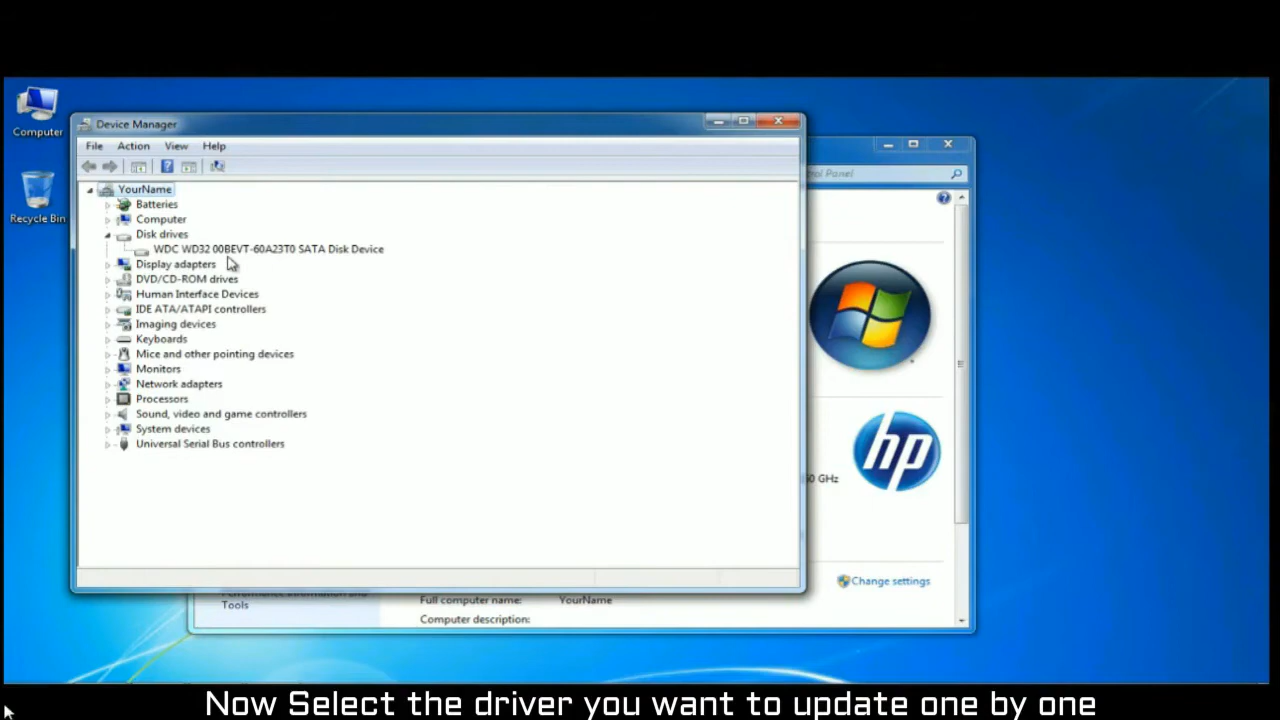 Computer
Recycle Bin
Device Manager
File Action View Help
YourName
Batteries
Computer
Disk drives
WDC WD32 00BEVT-60A23T0 SATA Disk Device
Display adapters
DVD/CD-ROM drives
Human Interface Devices
IDE ATA/ATAPI controllers
Imaging devices
Keyboards
Mice and other pointing devices
Monitors
Network adapters
Processors
Sound, video and game controllers
System devices
Universal Serial Bus controllers
Panel
hp
GHz
Change settings
Tools
Full computer name: YourName
Computer description:
Now Select the driver you want to update one by one